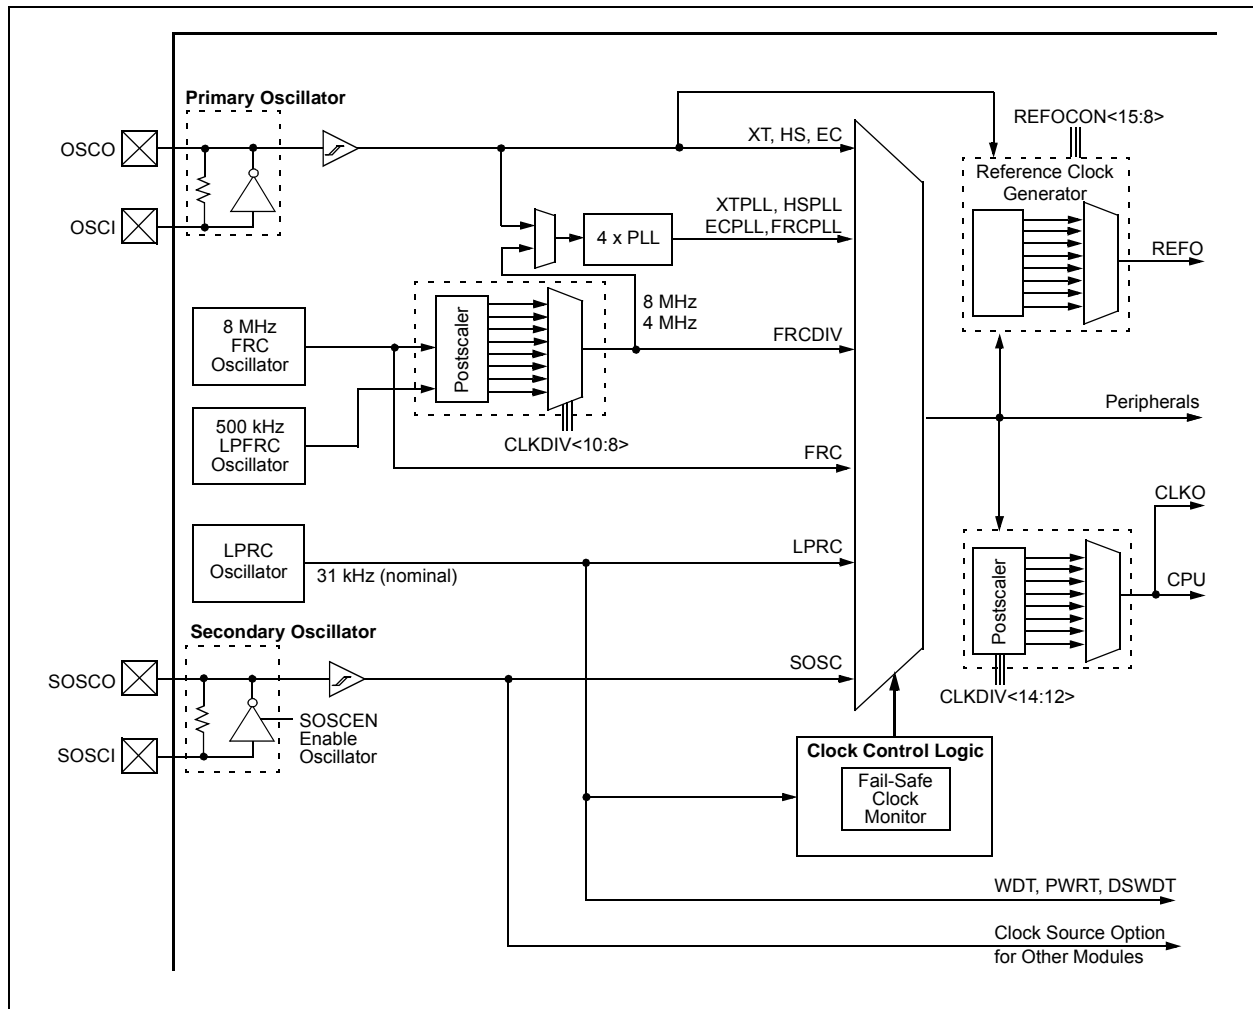 Primary Oscillator
REFOCON<15:8>
OSCO
XT, HS, EC
Reference Clock
Generator
XTPLL, HSPLL
ECPLL,FRCPLL
OSCI
4 x PLL
REFO
8 MHz
4 MHz
8 MHz
FRC
Oscillator
Postscaler
FRCDIV
Peripherals
500 kHz
LPFRC
Oscillator
CLKDIV<10:8>
FRC
CLKO
LPRC
Oscillator
31 kHz (nominal)
LPRC
Postscaler
CPU
Secondary Oscillator
SOSCO
SOSC
CLKDIV<14:12>
SOSCEN
Enable
Oscillator
SOSCI
Clock Control Logic
Fail-Safe
Clock
Monitor
WDT, PWRT, DSWDT
Clock Source Option
for Other Modules